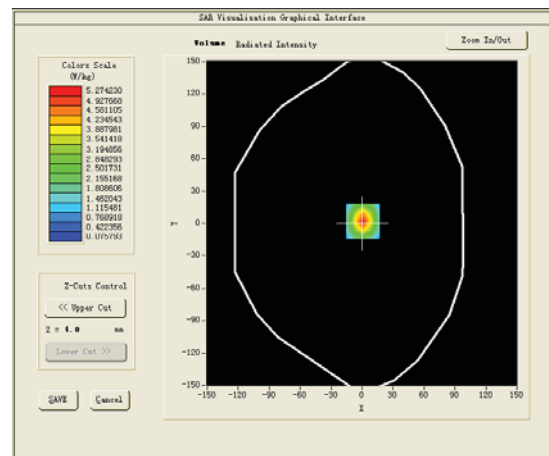 SAR Visualisation Graphical Interface
Volume Radiated Intensity
Zoom In/Out
Colors Scale
(W/kg)
5.274230
4.927668
4.581105
4.234543
3.887981
3.541418
3.194856
2.848293
2.501731
2.155168
1.808606
1.462043
1.115481
0.768918
0.422356
0.075793
150
120
90
60
30
0
-30
-60
-90
-120
-150
Y
-150 -120 -90 -60 -30 0 30 60 90 120 150
X
Z-Cuts Control
<< Upper Cut
Z = 4.0 mm
Lower Cut >>
SAVE Cancel